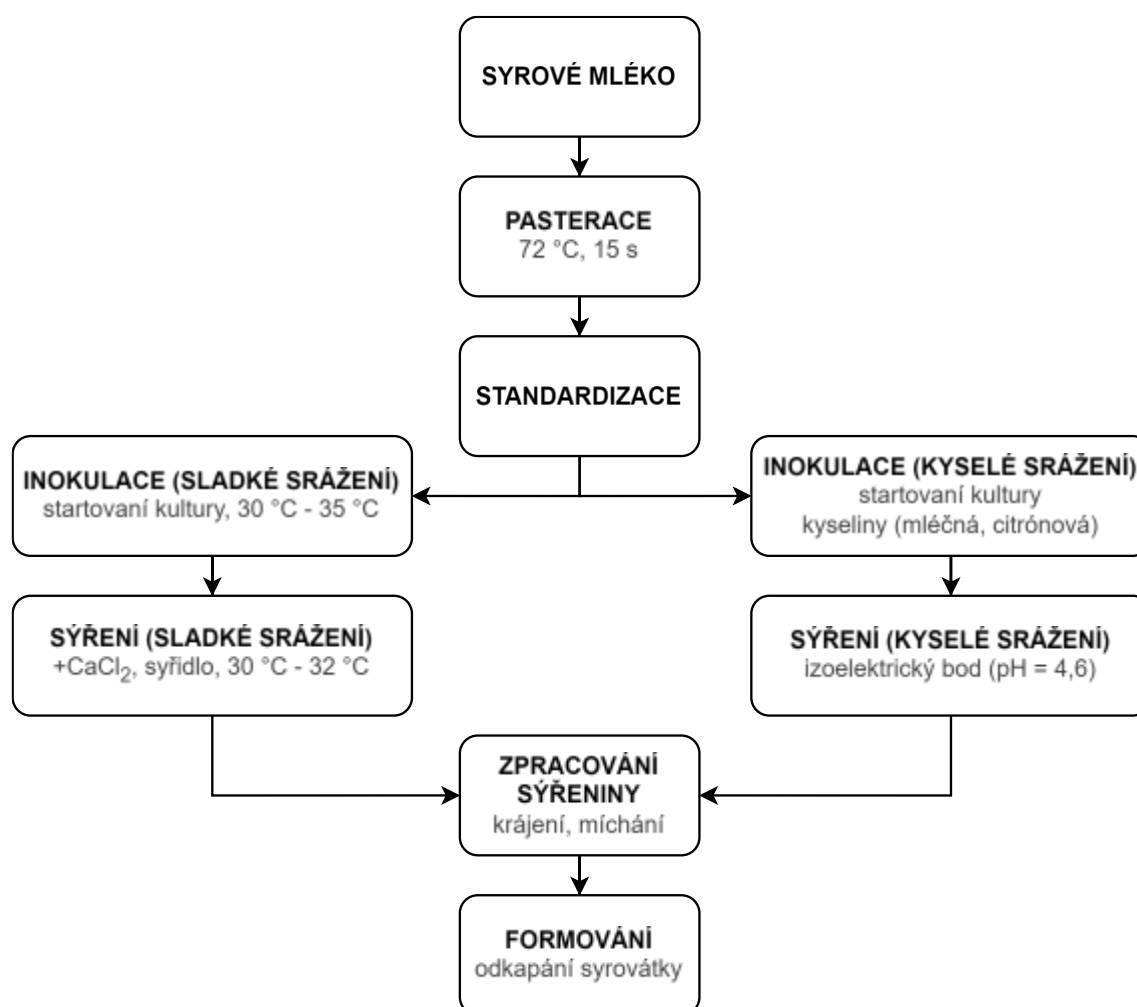 SYROVÉ MLÉKO
PASTERACE
72 °C, 15 s
STANDARDIZACE
INOKULACE (SLADKÉ SRÁŽENÍ)
startovaní kultury, 30 °C - 35 °C
INOKULACE (KYSELÉ SRÁŽENÍ)
startovaní kultury
kyseliny (mléčná, citrónová)
SÝŘENÍ (SLADKÉ SRÁŽENÍ)
+CaCl₂, syřidlo, 30 °C - 32 °C
SÝŘENÍ (KYSELÉ SRÁŽENÍ)
izoelektrický bod (pH = 4,6)
ZPRACOVÁNÍ
SÝŘENINY
krájení, míchání
FORMOVÁNÍ
odkapání syrovátky